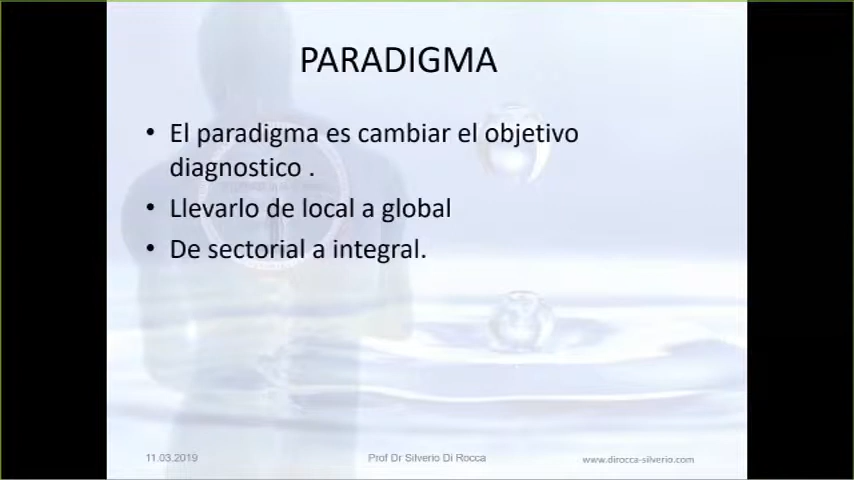 PARADIGMA
• El paradigma es cambiar el objetivo
diagnostico .
• Llevarlo de local a global
• De sectorial a integral.
11.03.2019
Prof Dr Silverio Di Rocca
www.dirocca-silverio.com